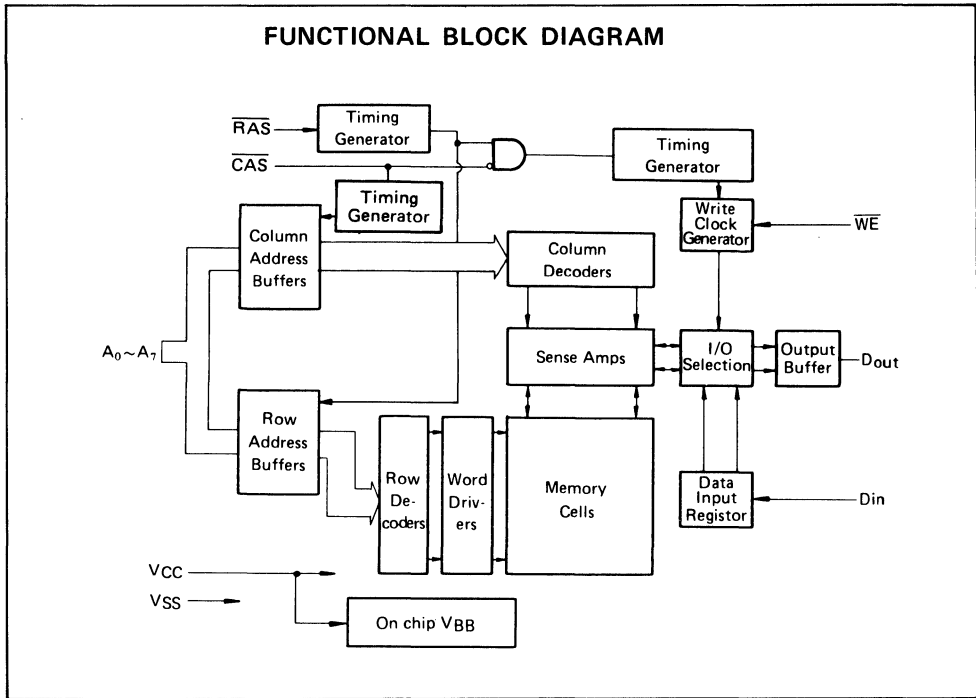 FUNCTIONAL BLOCK DIAGRAM
RAS
Timing
Generator
CAS
Timing
Generator
Timing
Generator
Write
Clock
Generator
WE
Column
Address
Buffers
Column
Decoders
A₀~A₇
Sense Amps
I/O
Selection
Output
Buffer
Dout
Row
Address
Buffers
Row
De-
coders
Word
Driv-
ers
Memory
Cells
Data
Input
Registor
Din
VCC
VSS
On chip VBB